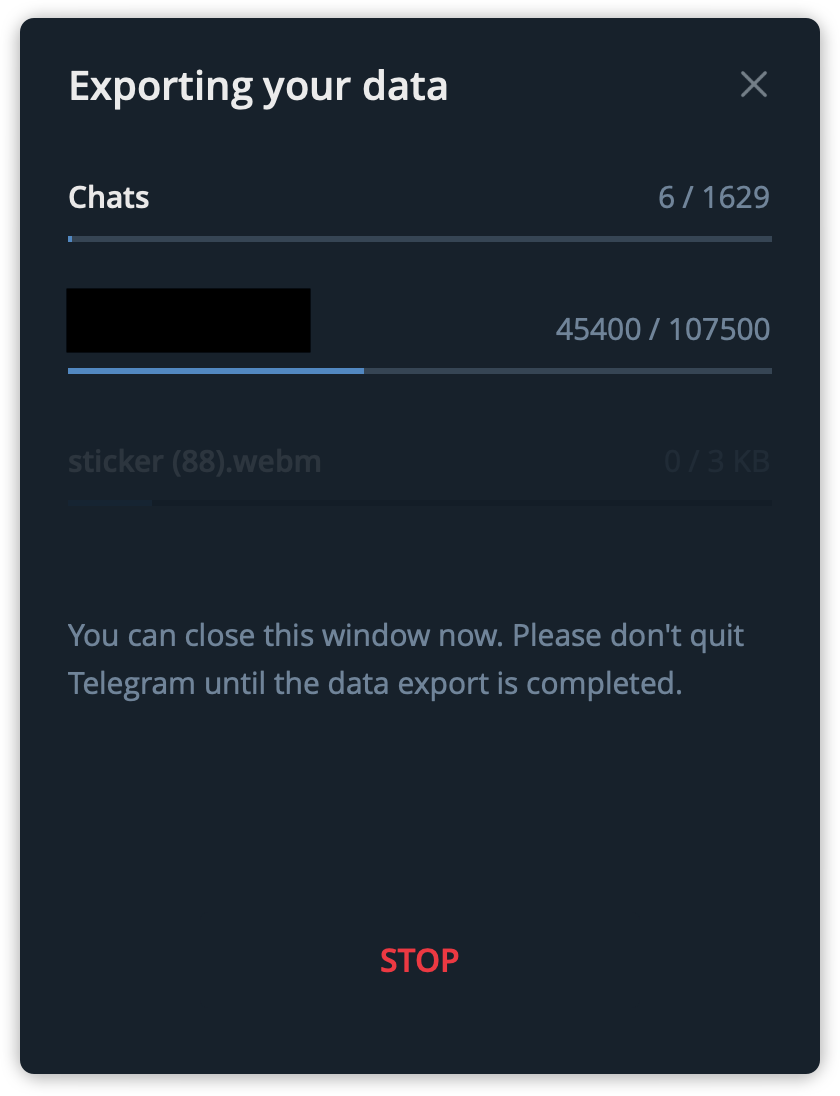 Exporting your data
Chats 6 / 1629
45400 / 107500
sticker (88).webm 0 / 3 KB
You can close this window now. Please don't quit
Telegram until the data export is completed.
STOP